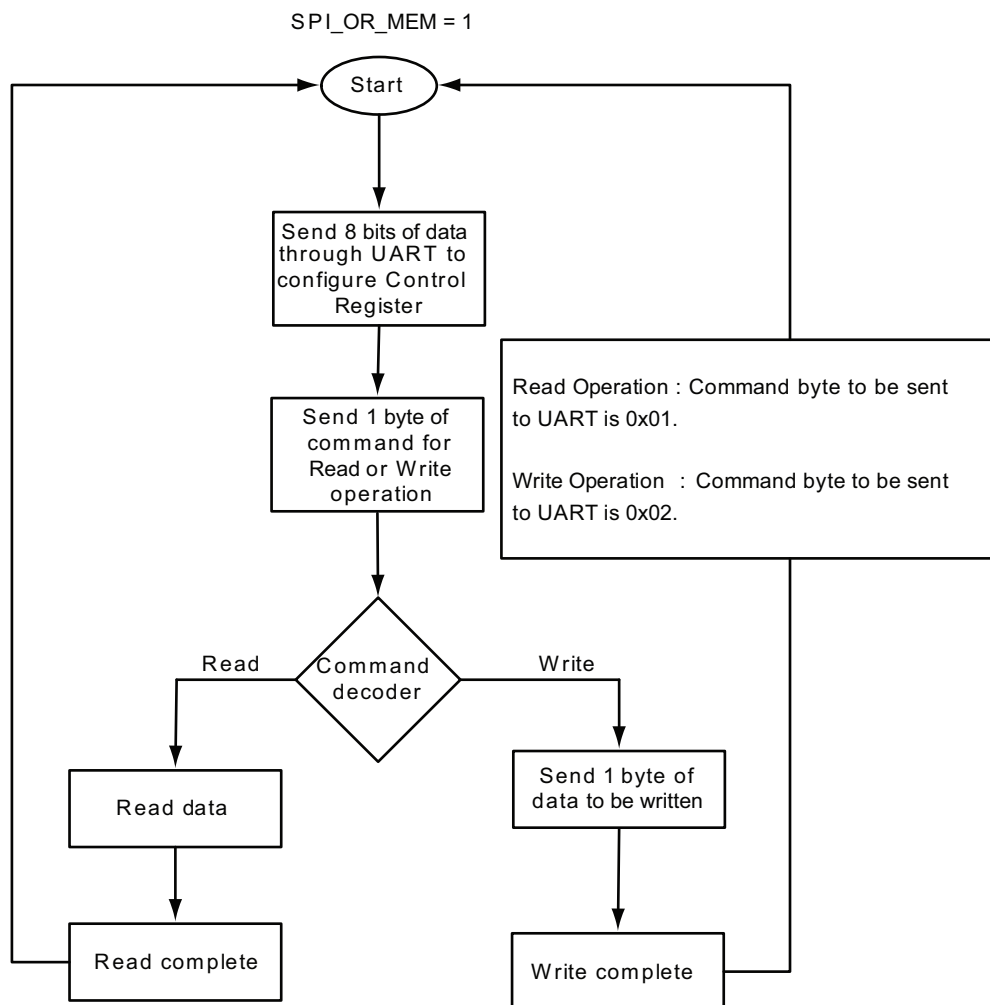 SPI_OR_MEM = 1
Start
Send 8 bits of data
through UART to
configure Control
Register
Send 1 byte of
command for
Read or Write
operation
Read Operation : Command byte to be sent
to UART is 0x01.
Write Operation : Command byte to be sent
to UART is 0x02.
Read
Command
decoder
Write
Read data
Send 1 byte of
data to be written
Read complete
Write complete